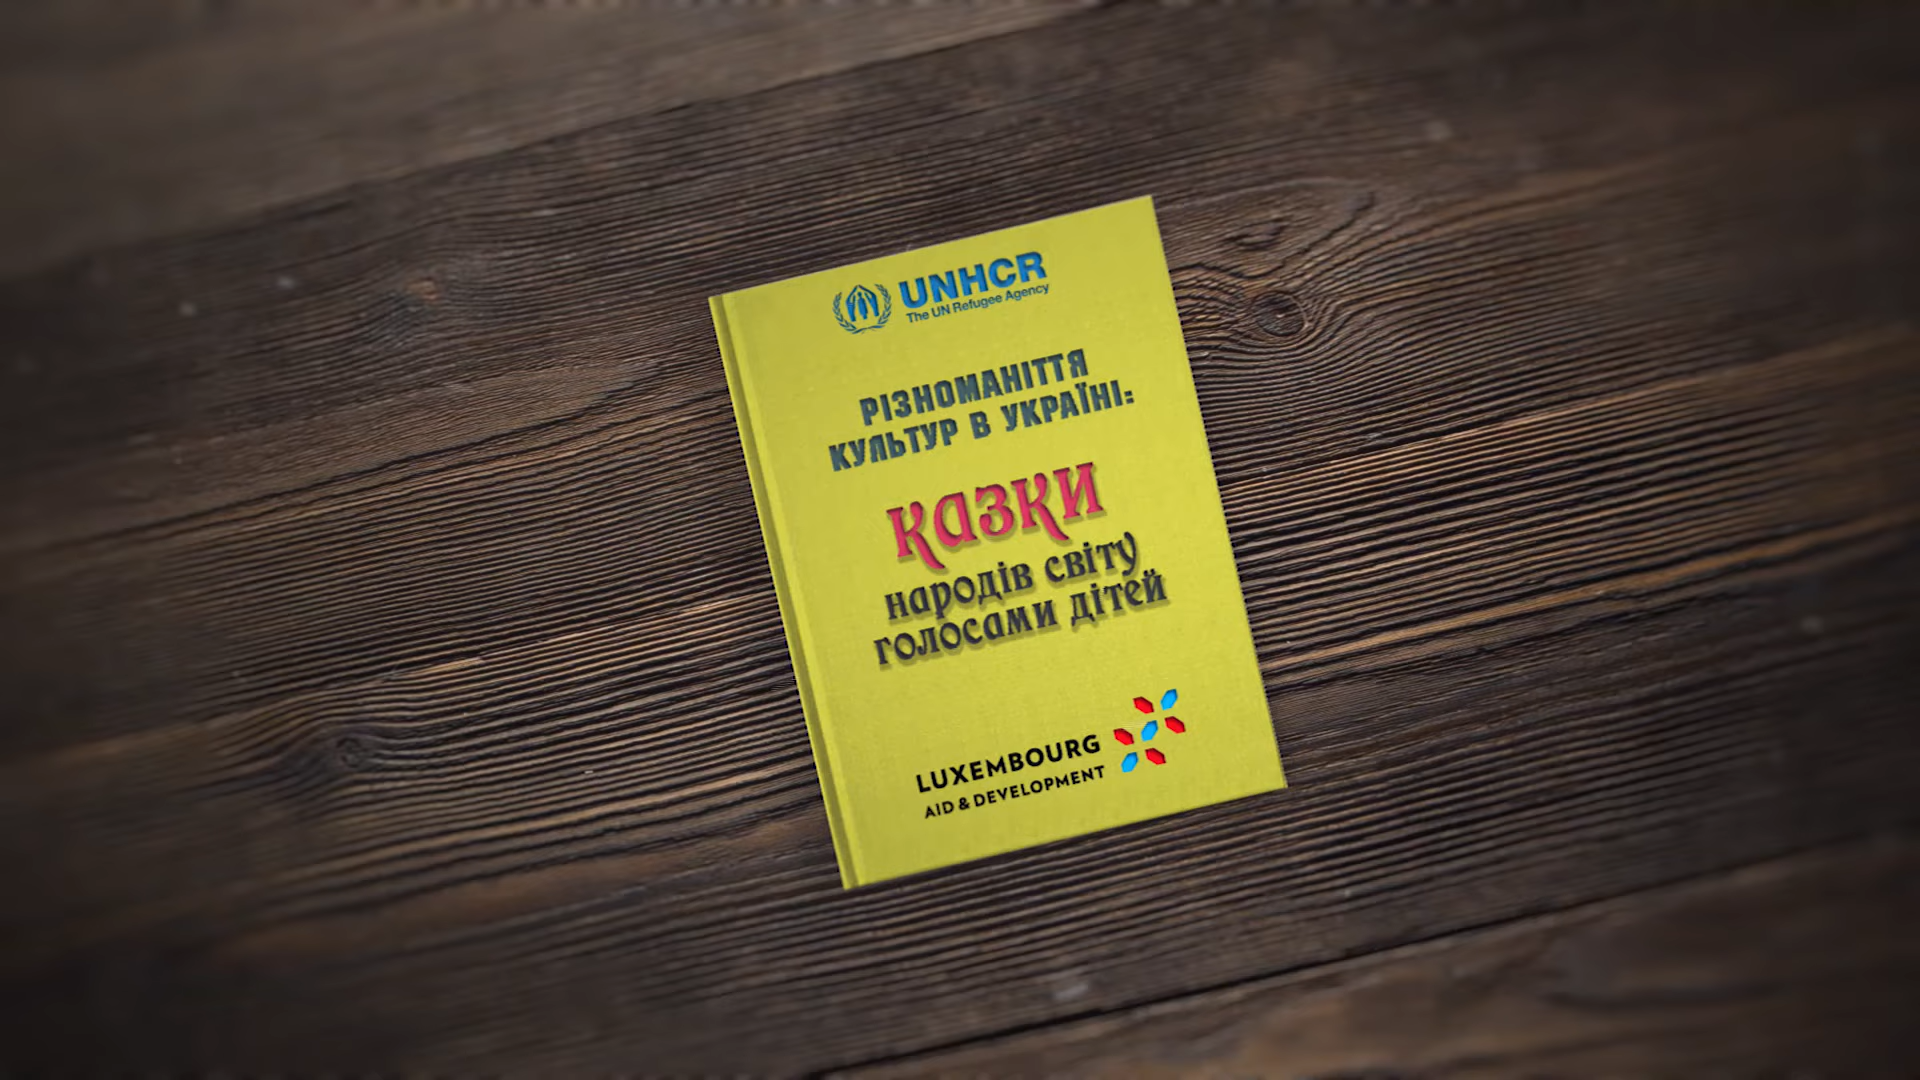 UNHCR
The UN Refugee Agency
РІЗНОМАНІТТЯ
КУЛЬТУР В УКРАЇНІ:
КАЗКИ
народів світу
голосами дітей
LUXEMBOURG
AID & DEVELOPMENT